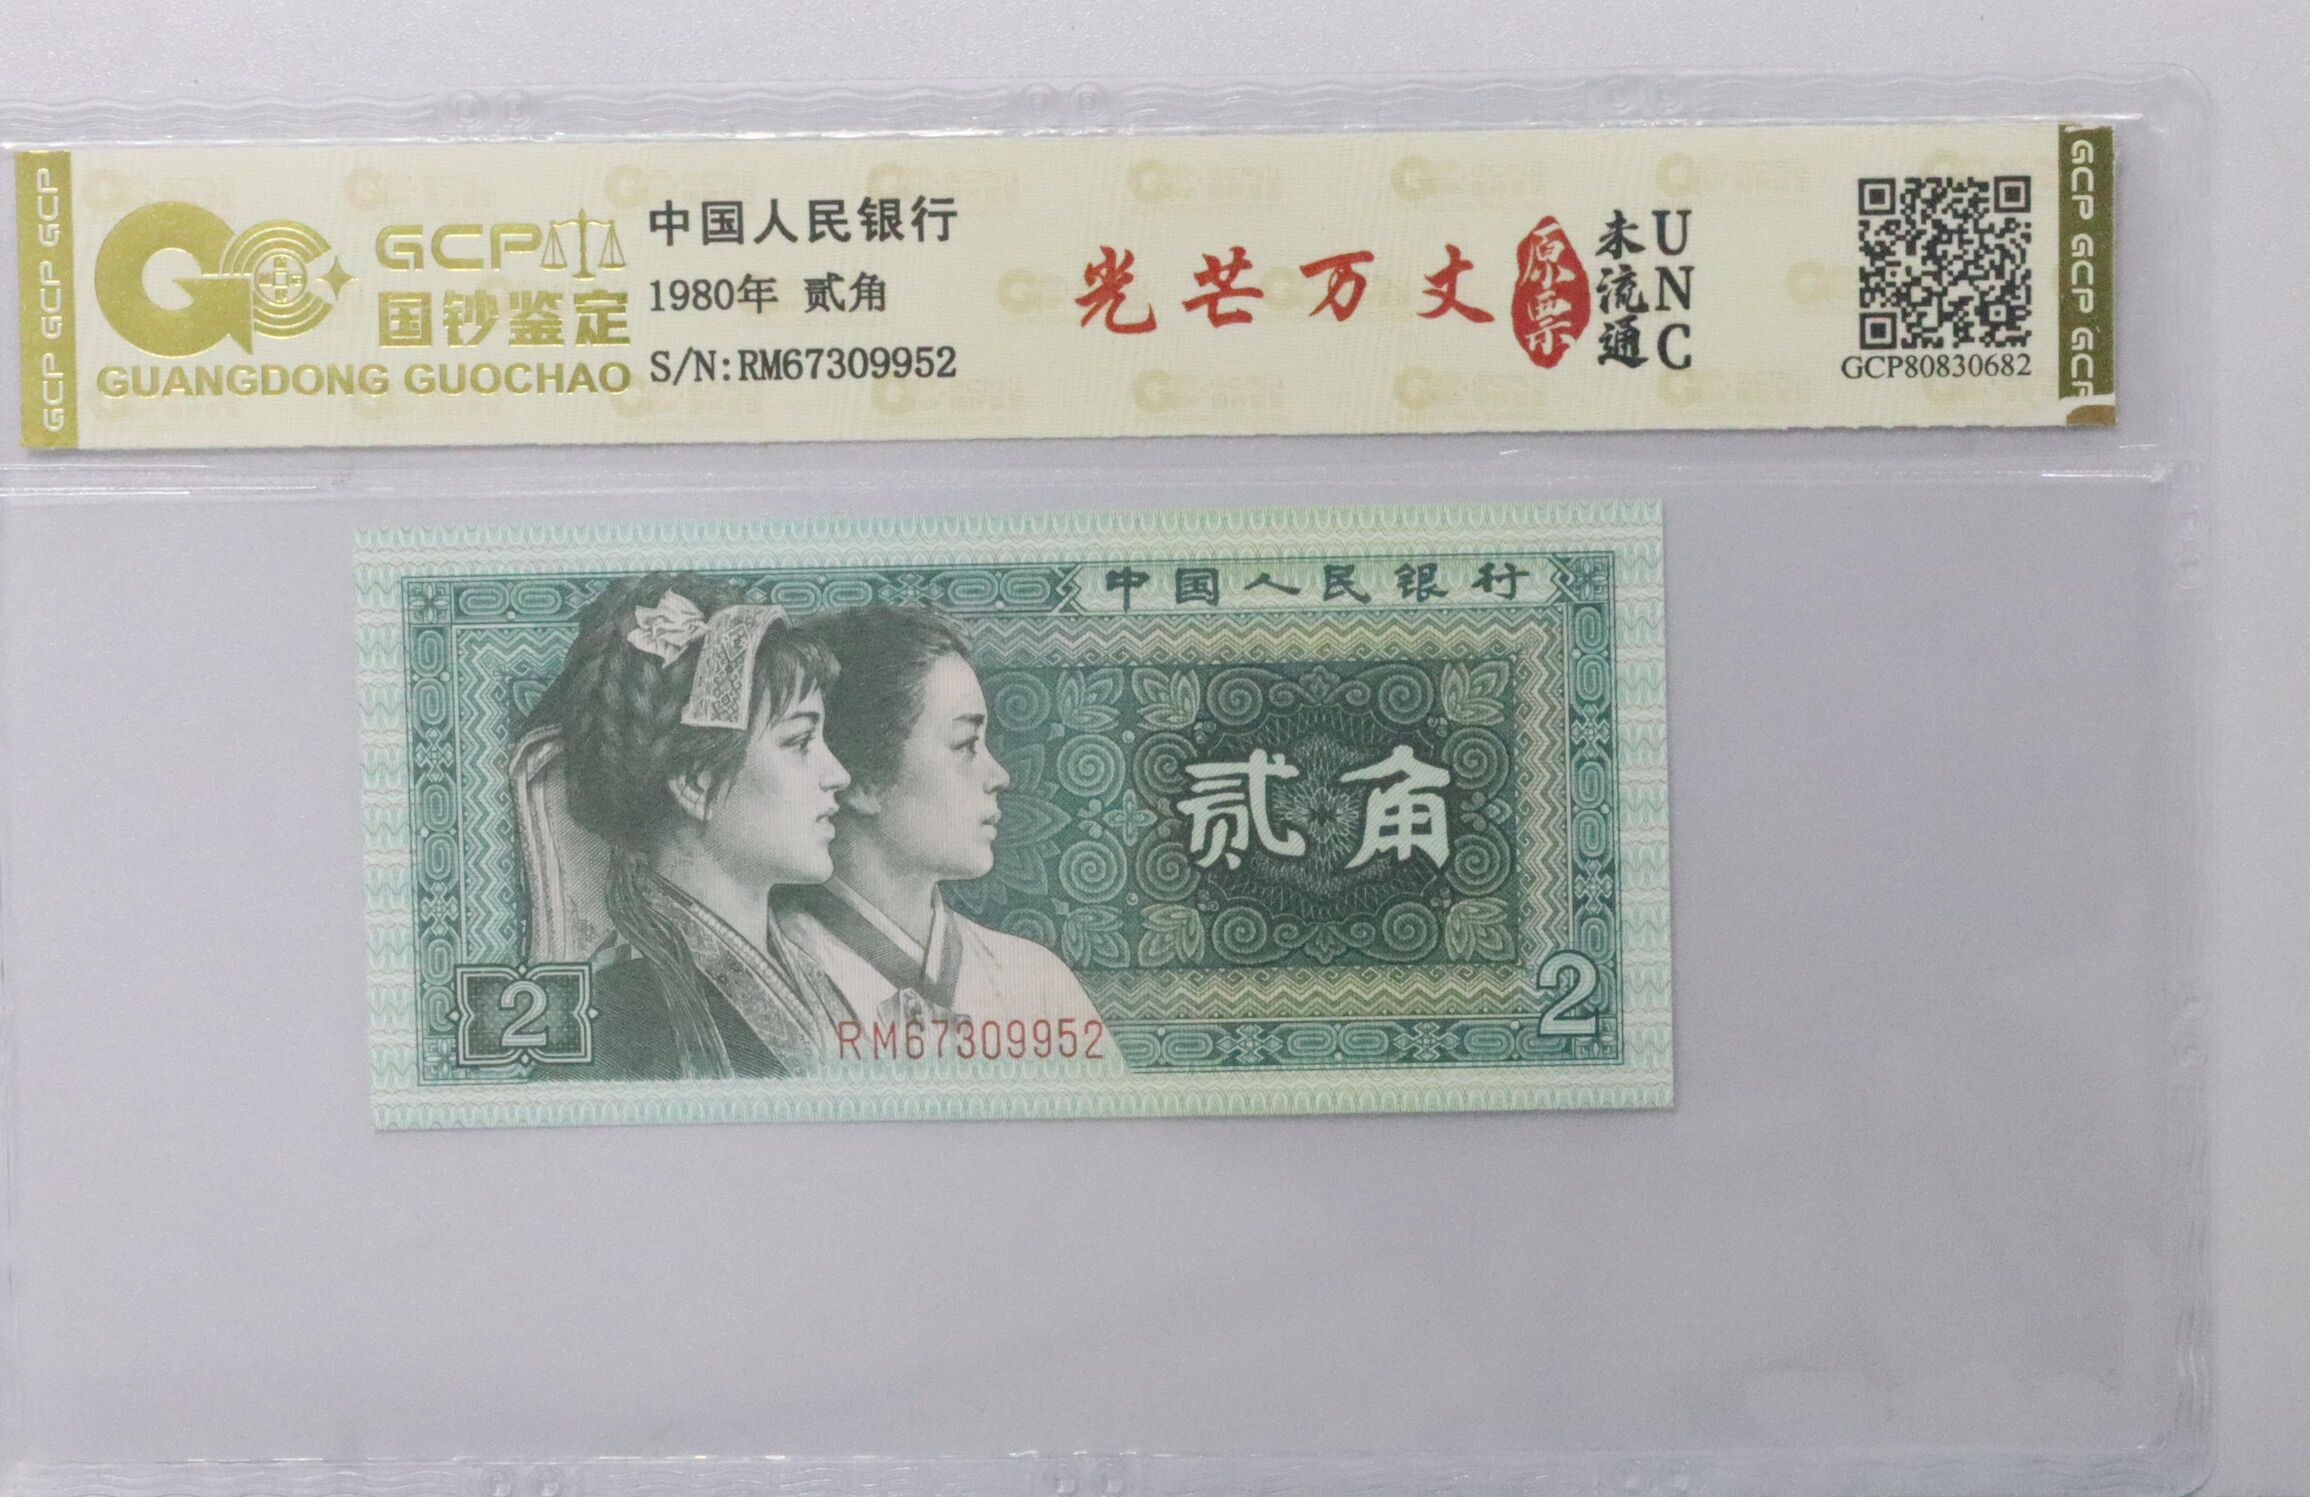 GCP GCP GCP
GCP
国钞鉴定
GUANGDONG GUOCHAO
中国人民银行
1980年 贰角
S/N:RM67309952
光芒万丈
原票
未流通
UNC
GCP80830682
GCP GCP GCP
中国人民银行
贰角
2
2
RM67309952